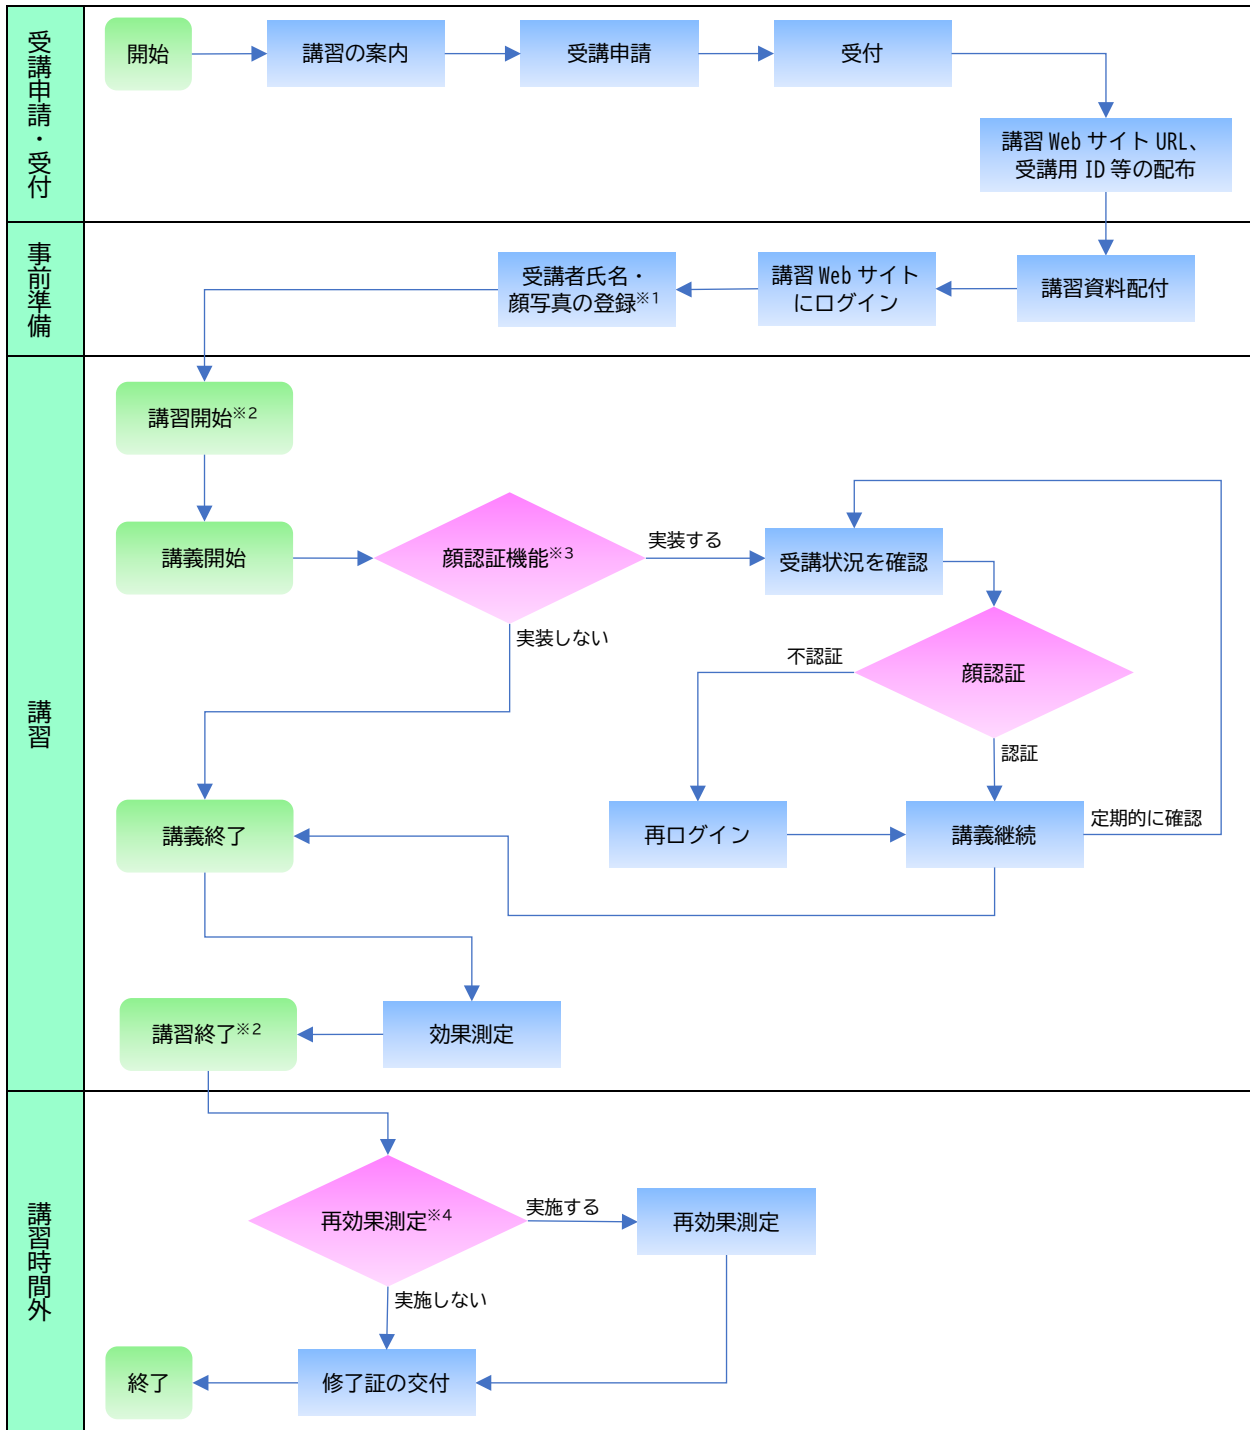 受講申請・受付
開始
講習の案内
受講申請
受付
講習 Web サイト URL、
受講用 ID 等の配布
事前準備
受講者氏名・
顔写真の登録※1
講習 Web サイト
にログイン
講習資料配付
講習
講習開始※2
講義開始
顔認証機能※3
実装する
受講状況を確認
実装しない
不認証
顔認証
認証
講義終了
再ログイン
講義継続
定期的に確認
講習終了※2
効果測定
講習時間外
再効果測定※4
実施する
再効果測定
実施しない
終了
修了証の交付